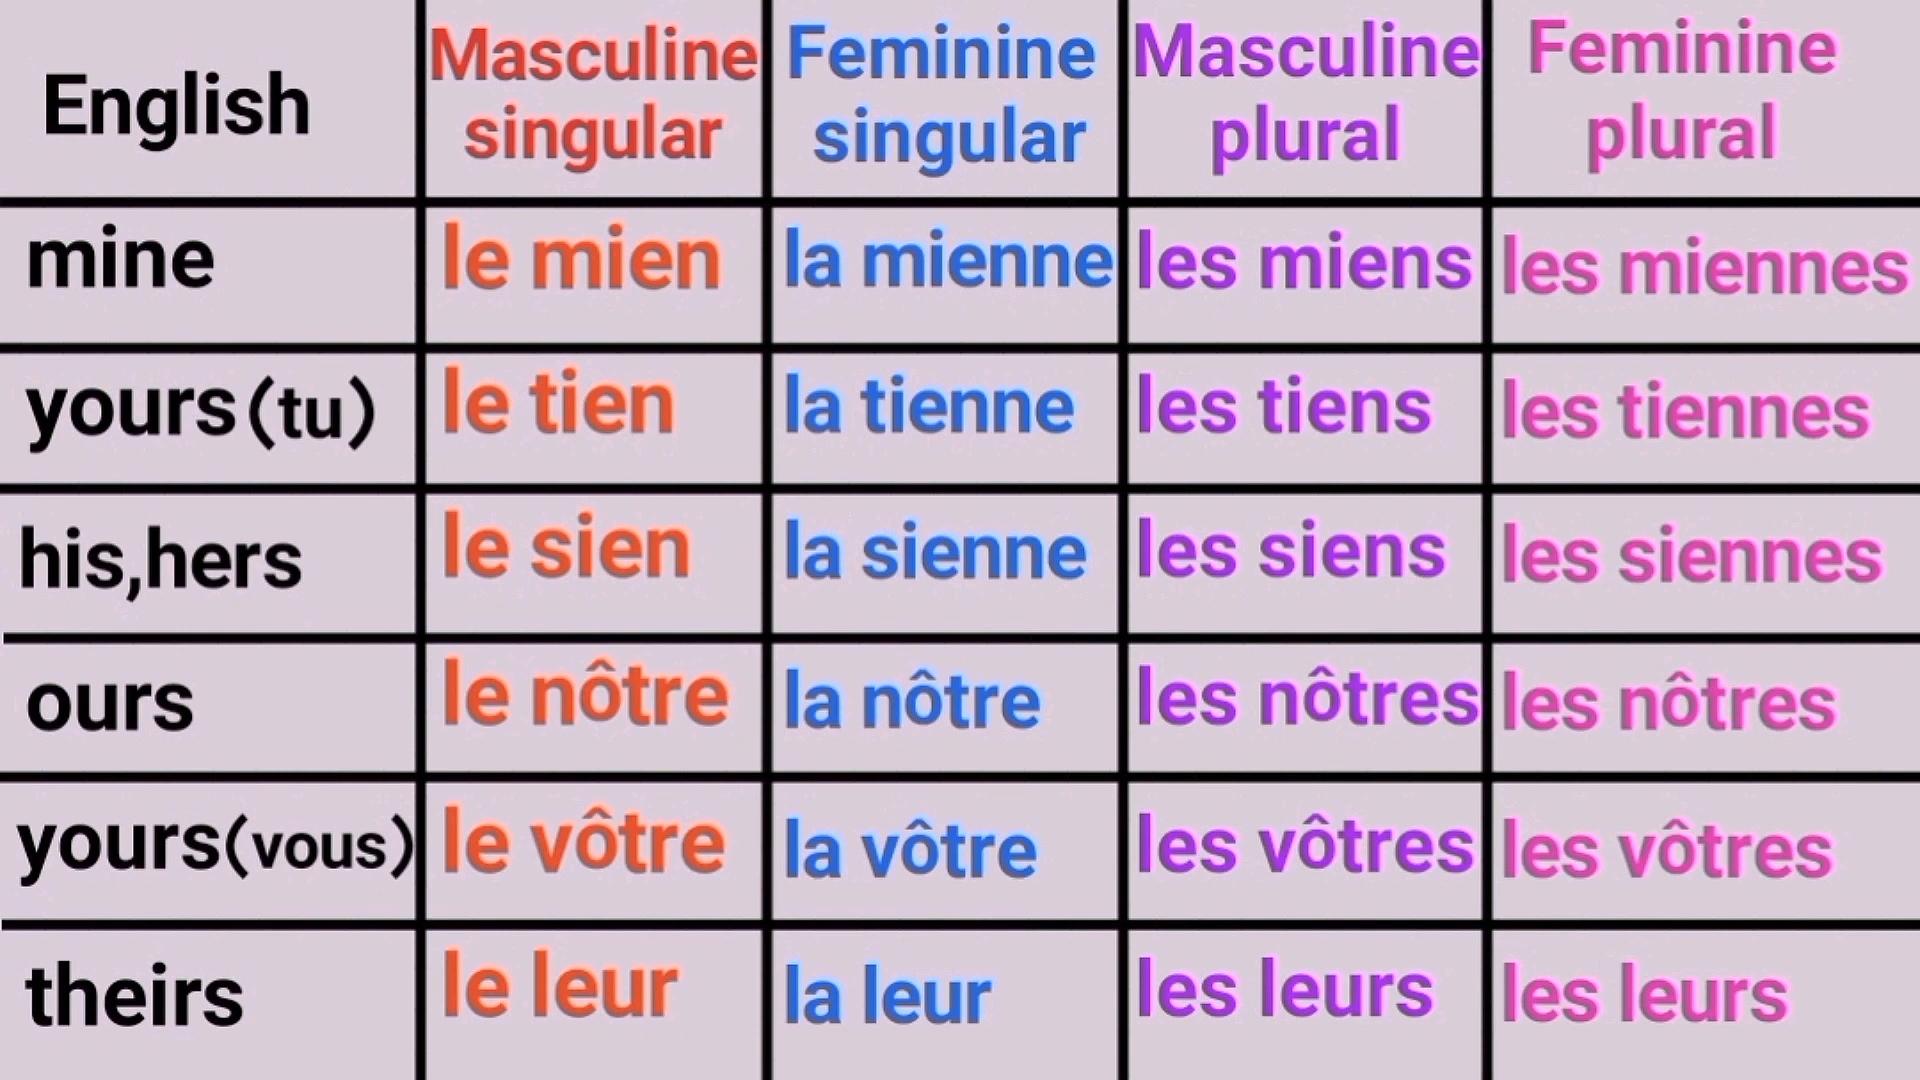 English Masculine singular Feminine singular Masculine plural Feminine plural
mine le mien la mienne les miens les miennes
yours (tu) le tien la tienne les tiens les tiennes
his,hers le sien la sienne les siens les siennes
ours le nôtre la nôtre les nôtres les nôtres
yours(vous) le vôtre la vôtre les vôtres les vôtres
theirs le leur la leur les leurs les leurs